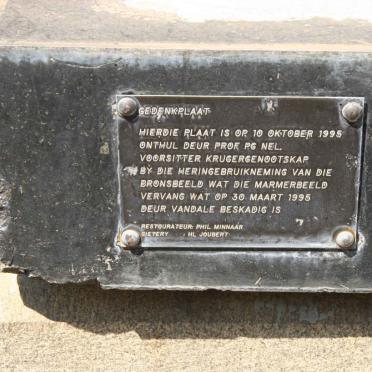 GEDENKPLAAT
HIERDIE PLAAT IS OP 10 OKTOBER 1995
ONTHUL DEUR PROF PG NEL,
VOORSITTER KRUGERGENOOTSKAP
BY DIE HERINGEBRUIKNEMING VAN DIE
BRONSBEELD WAT DIE MARMERBEELD
VERVANG WAT OP 30 MAART 1995
DEUR VANDALE BESKADIG IS
RESTOURATEUR: PHIL MINNAAR
GIETERY : HL JOUBERT